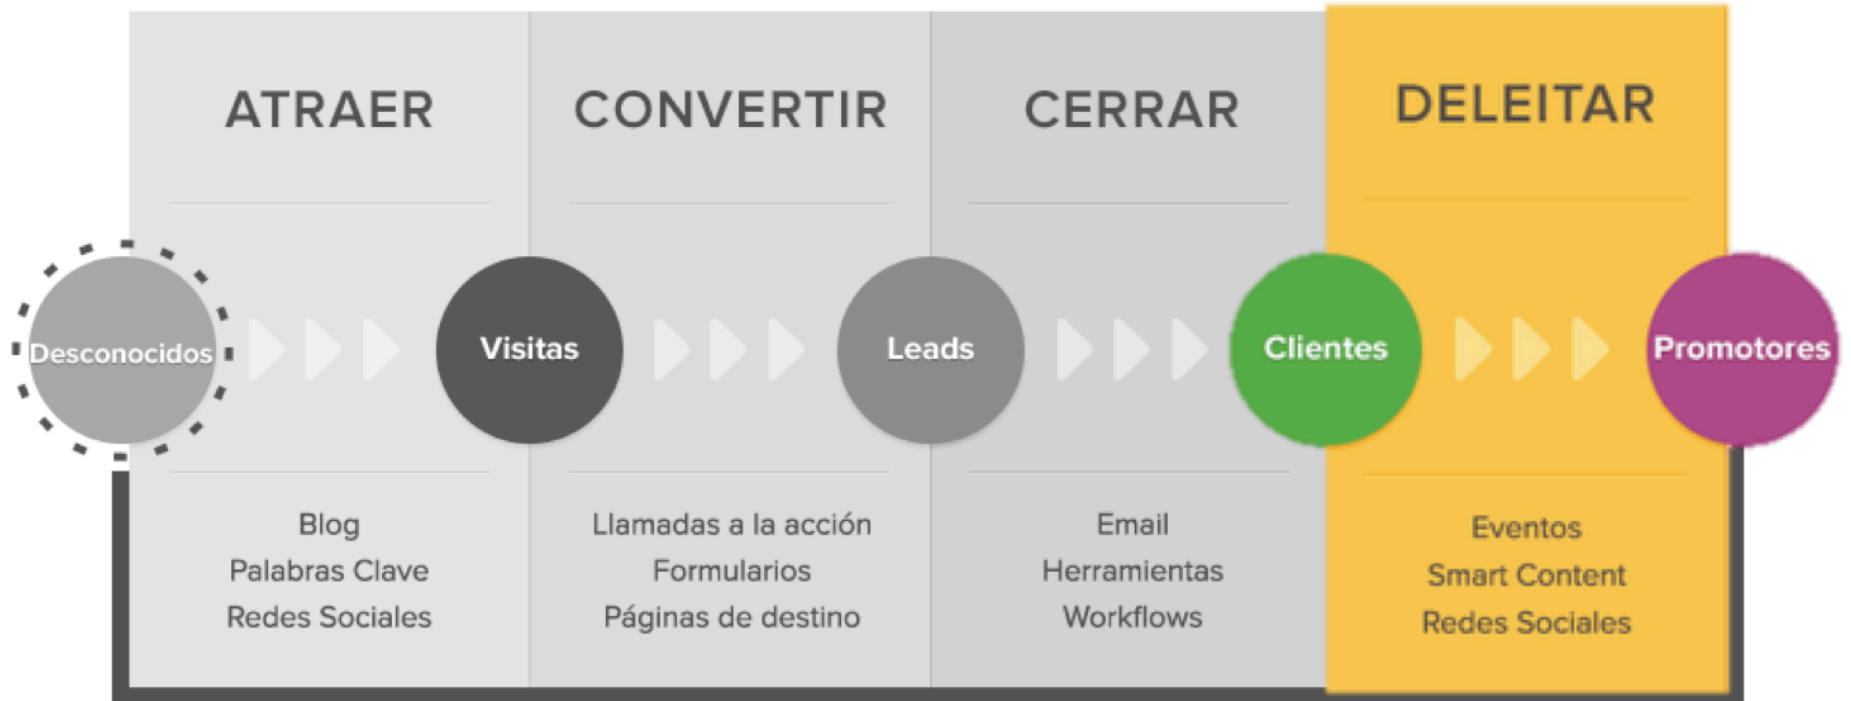 ATRAER
CONVERTIR
CERRAR
DELEITAR
Desconocidos
Visitas
Leads
Clientes
Promotores
Blog
Palabras Clave
Redes Sociales
Llamadas a la acción
Formularios
Páginas de destino
Email
Herramientas
Workflows
Eventos
Smart Content
Redes Sociales